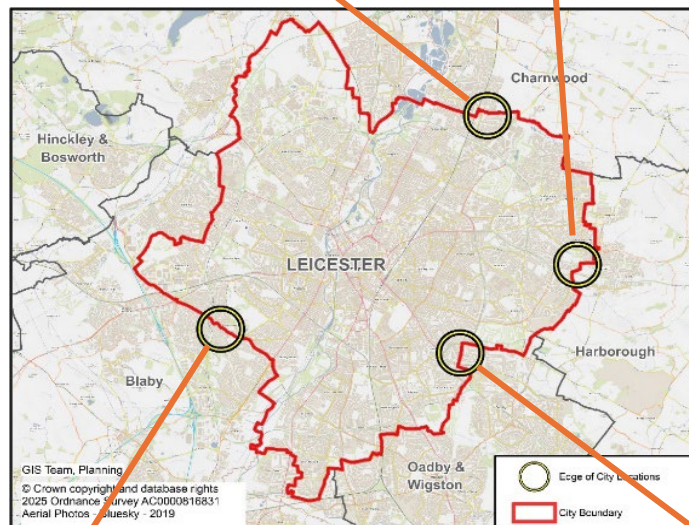 Charnwood
Hinckley &
Bosworth
LEICESTER
Harborough
Blaby
Oadby &
Wigston
GIS Team, Planning
© Crown copyright and database rights
2025 Ordnance Survey AC0000816831
Aerial Photos - Bluesky - 2019
Edge of City Locations
City Boundary